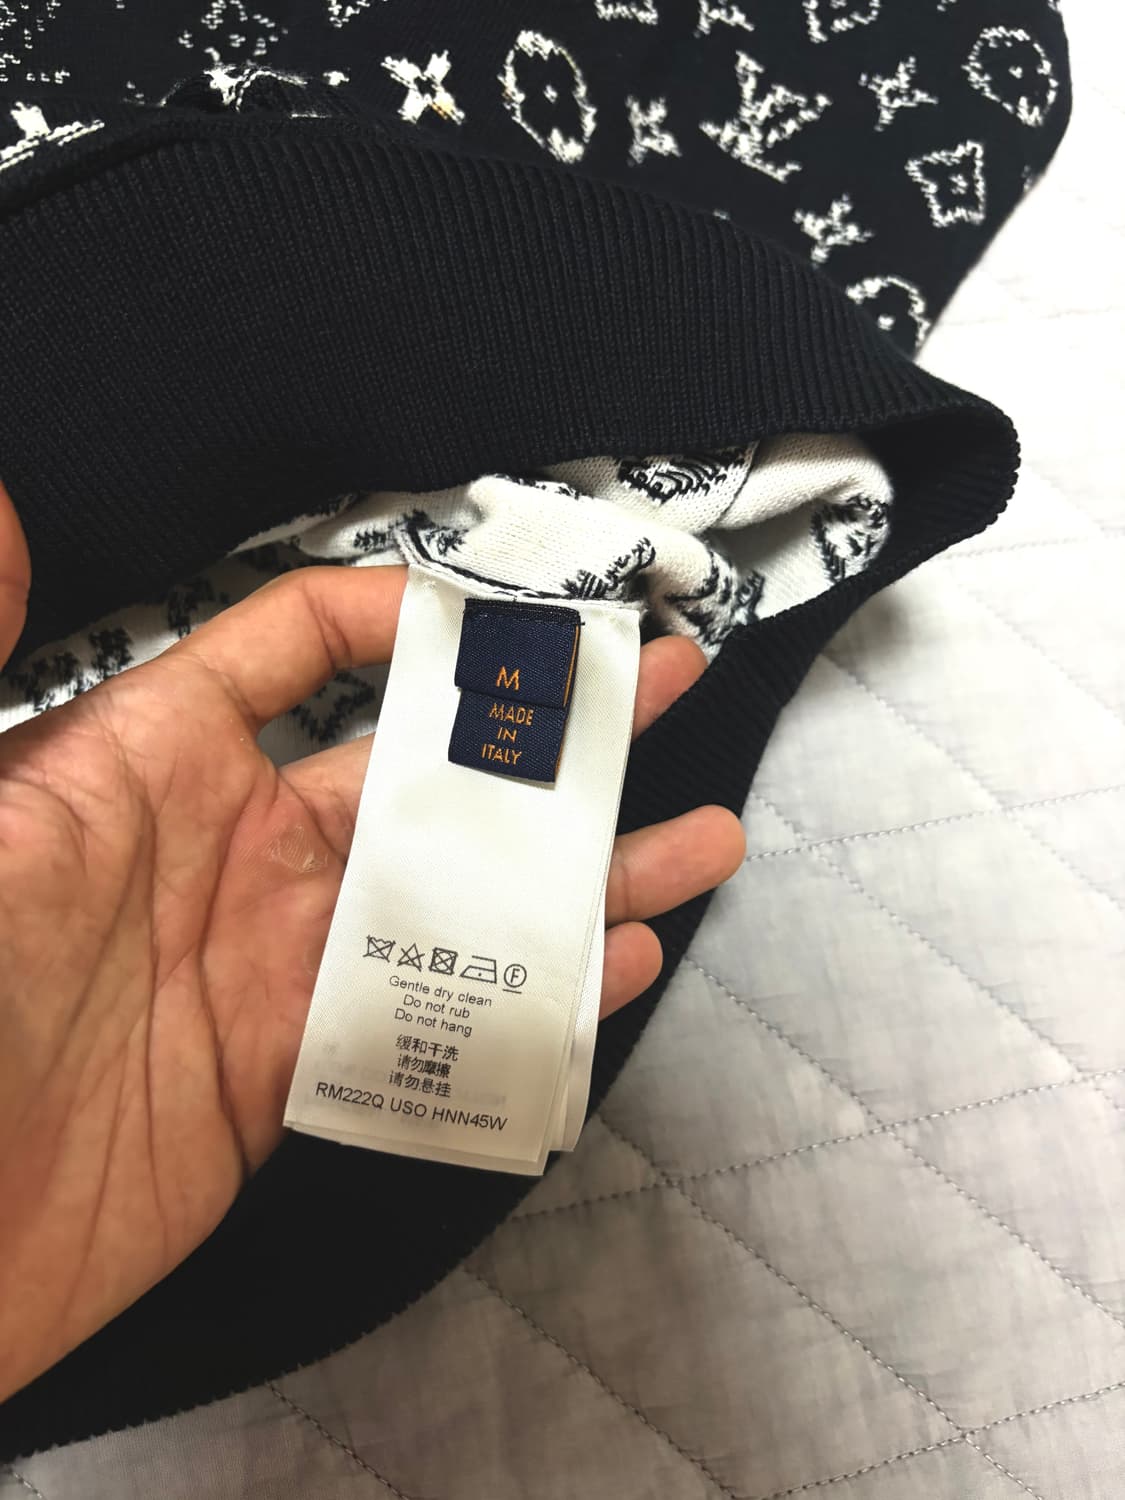 M
MADE
IN
ITALY
F
Gentle dry clean
Do not rub
Do not hang
缓和干洗
请勿摩擦
请勿悬挂
RM222Q USO HNN45W